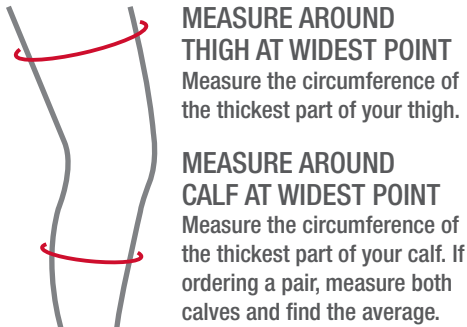 MEASURE AROUND
THIGH AT WIDEST POINT
Measure the circumference of
the thickest part of your thigh.
MEASURE AROUND
CALF AT WIDEST POINT
Measure the circumference of
the thickest part of your calf. If
ordering a pair, measure both
calves and find the average.